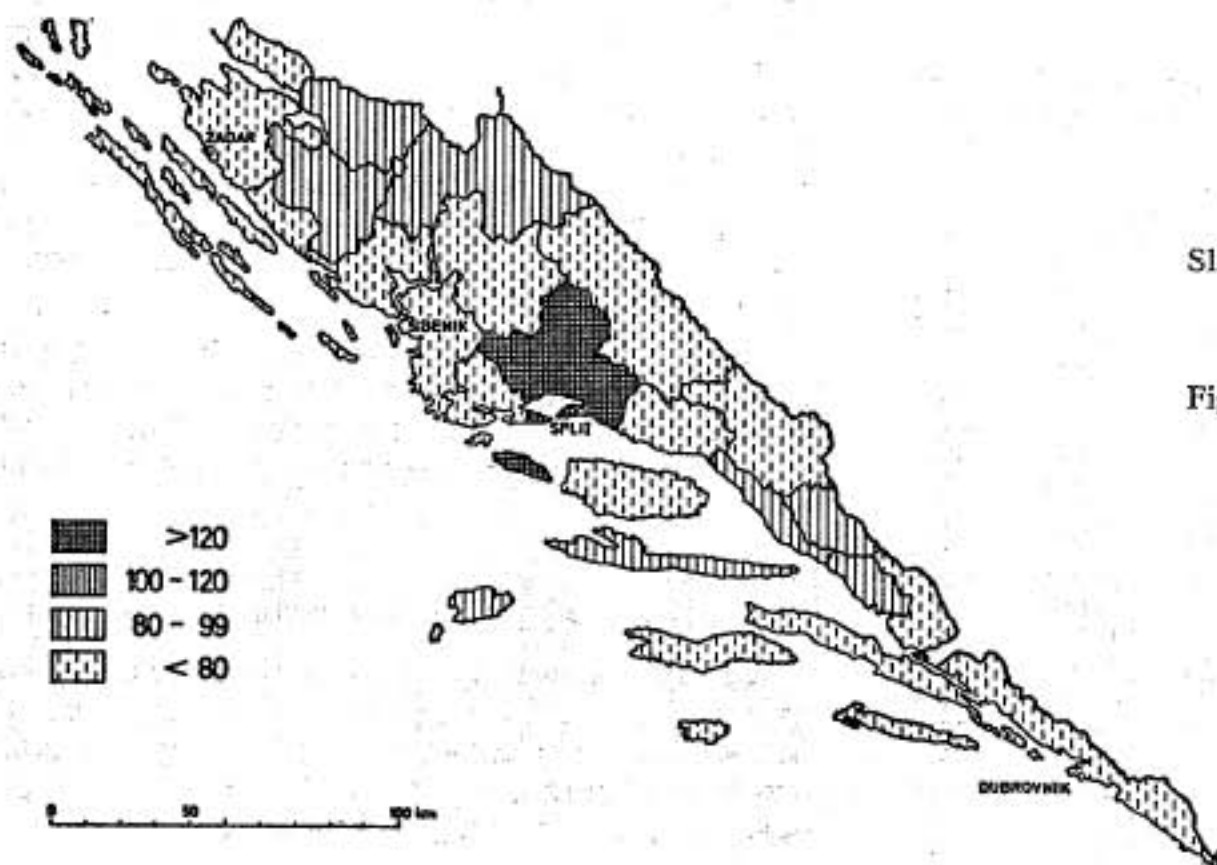 ZADAR
Sl
ŠIBENIK
Fi
SPLIT
>120
100-120
80-99
<80
0 50 100 km
DUBROVNIK